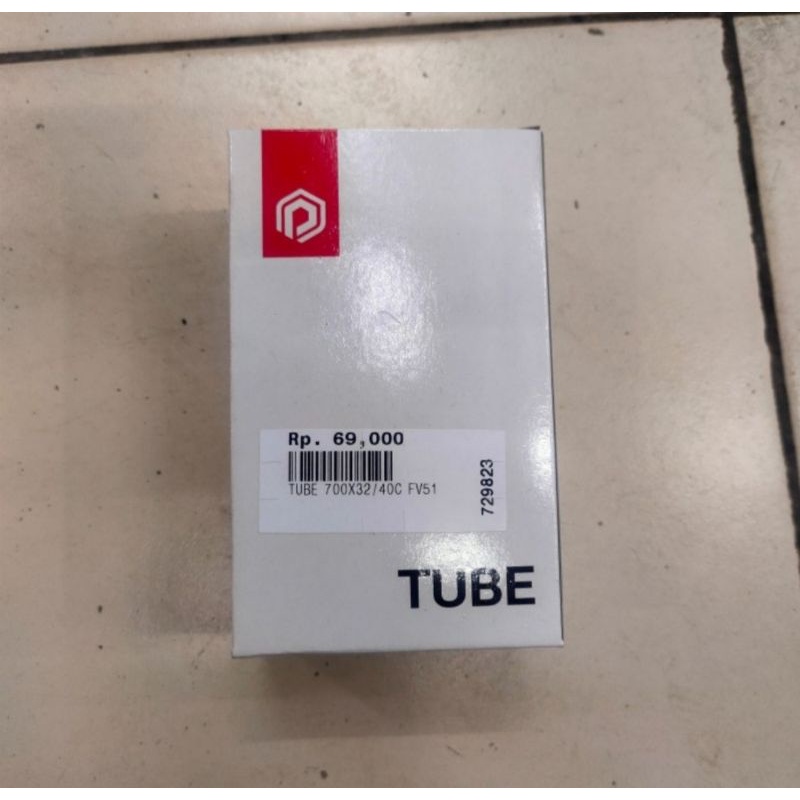 Rp. 69,000
TUBE 700X32/40C FV51
729823
TUBE